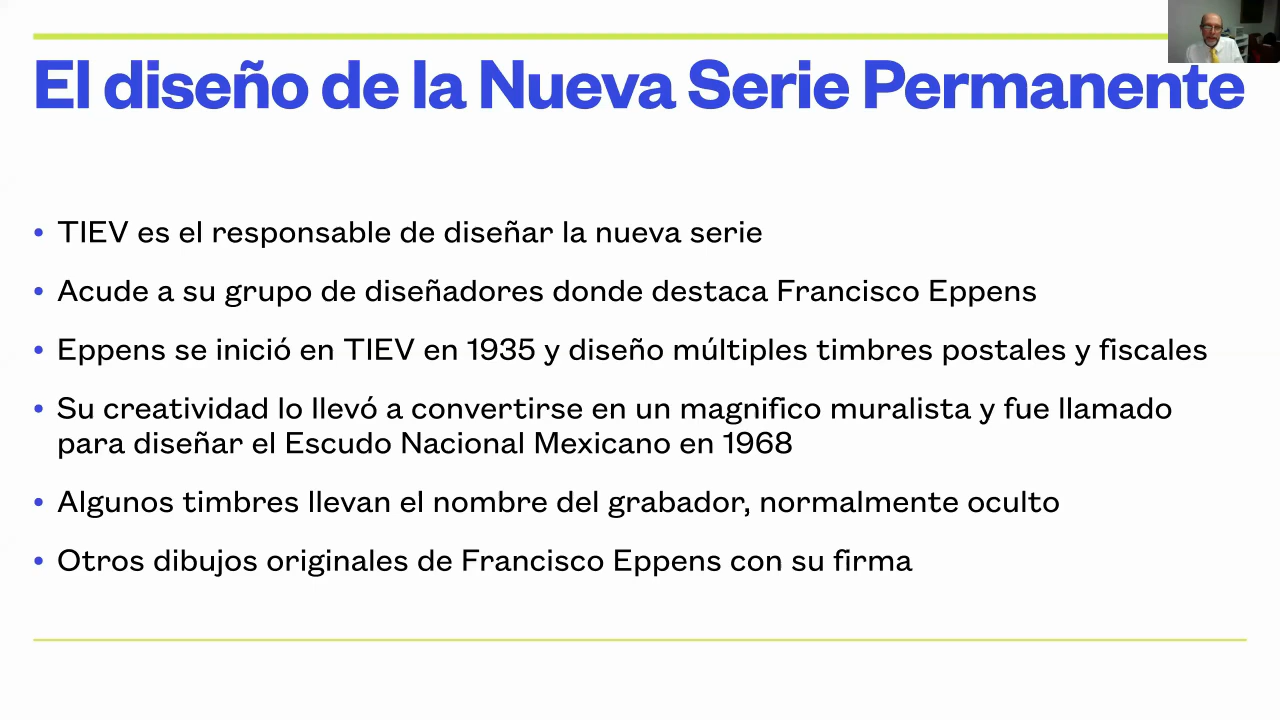 El diseño de la Nueva Serie Permanente
• TIEV es el responsable de diseñar la nueva serie
• Acude a su grupo de diseñadores donde destaca Francisco Eppens
• Eppens se inició en TIEV en 1935 y diseño múltiples timbres postales y fiscales
• Su creatividad lo llevó a convertirse en un magnifico muralista y fue llamado
para diseñar el Escudo Nacional Mexicano en 1968
• Algunos timbres llevan el nombre del grabador, normalmente oculto
• Otros dibujos originales de Francisco Eppens con su firma